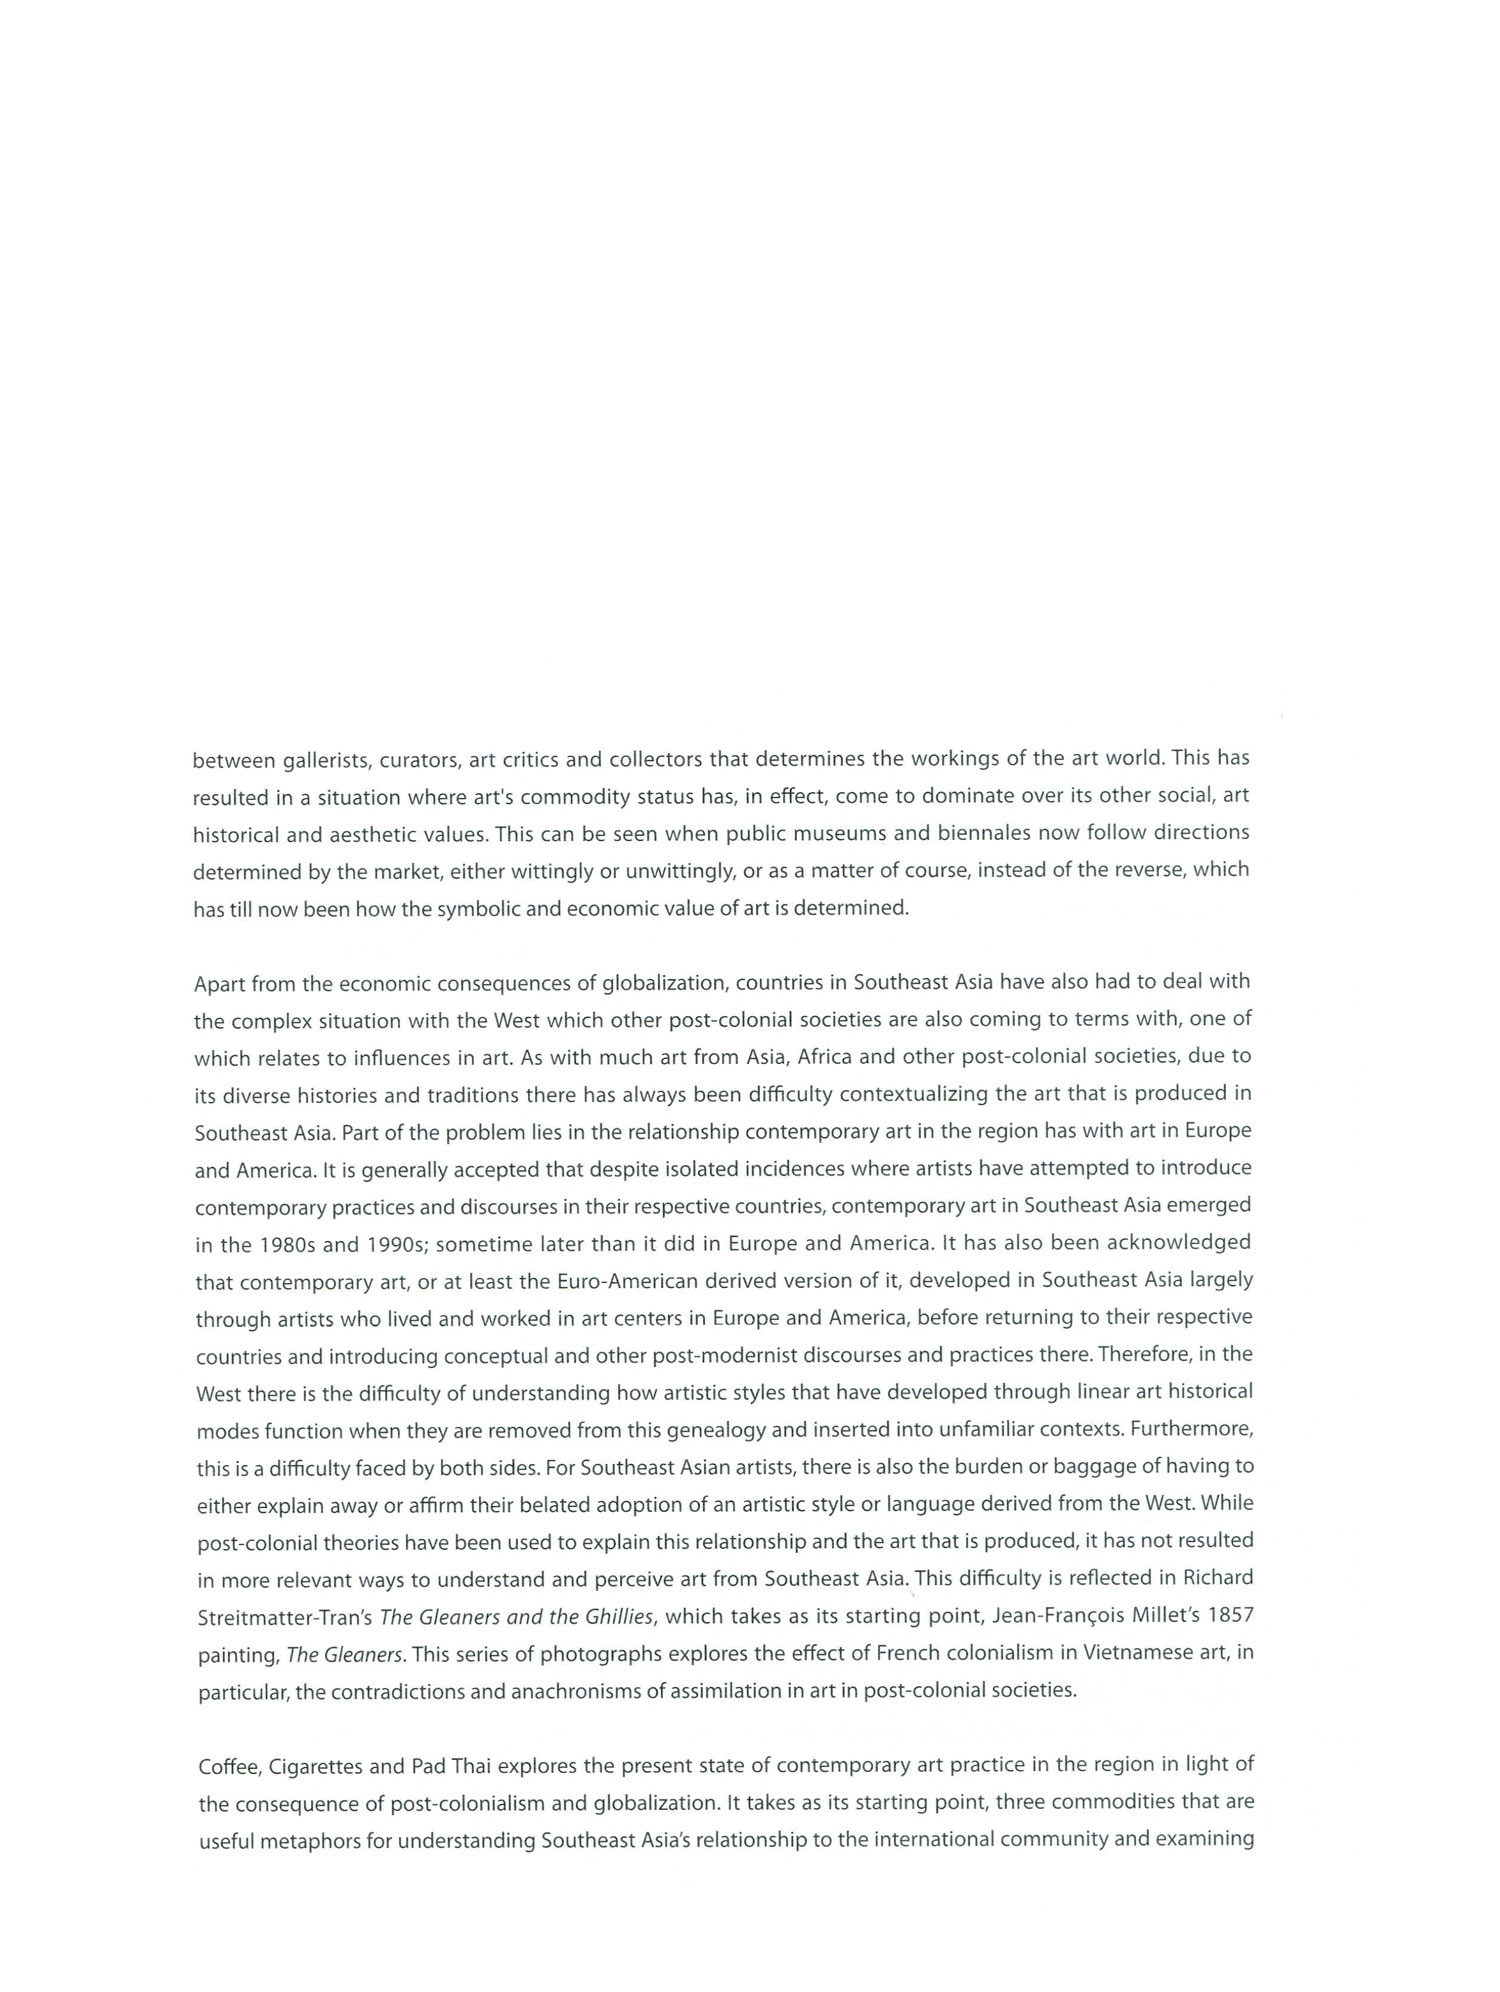 between gallerists, curators, art critics and collectors that determines the workings of the art world. This has
resulted in a situation where art's commodity status has, in effect, come to dominate over its other social, art
historical and aesthetic values. This can be seen when public museums and biennales now follow directions
determined by the market, either wittingly or unwittingly, or as a matter of course, instead of the reverse, which
has till now been how the symbolic and economic value of art is determined.

Apart from the economic consequences of globalization, countries in Southeast Asia have also had to deal with
the complex situation with the West which other post-colonial societies are also coming to terms with, one of
which relates to influences in art. As with much art from Asia, Africa and other post-colonial societies, due to
its diverse histories and traditions there has always been difficulty contextualizing the art that is produced in
Southeast Asia. Part of the problem lies in the relationship contemporary art in the region has with art in Europe
and America. It is generally accepted that despite isolated incidences where artists have attempted to introduce
contemporary practices and discourses in their respective countries, contemporary art in Southeast Asia emerged
in the 1980s and 1990s; sometime later than it did in Europe and America. It has also been acknowledged
that contemporary art, or at least the Euro-American derived version of it, developed in Southeast Asia largely
through artists who lived and worked in art centers in Europe and America, before returning to their respective
countries and introducing conceptual and other post-modernist discourses and practices there. Therefore, in the
West there is the difficulty of understanding how artistic styles that have developed through linear art historical
modes function when they are removed from this genealogy and inserted into unfamiliar contexts. Furthermore,
this is a difficulty faced by both sides. For Southeast Asian artists, there is also the burden or baggage of having to
either explain away or affirm their belated adoption of an artistic style or language derived from the West. While
post-colonial theories have been used to explain this relationship and the art that is produced, it has not resulted
in more relevant ways to understand and perceive art from Southeast Asia. This difficulty is reflected in Richard
Streitmatter-Tran's The Gleaners and the Ghillies, which takes as its starting point, Jean-François Millet's 1857
painting, The Gleaners. This series of photographs explores the effect of French colonialism in Vietnamese art, in
particular, the contradictions and anachronisms of assimilation in art in post-colonial societies.

Coffee, Cigarettes and Pad Thai explores the present state of contemporary art practice in the region in light of
the consequence of post-colonialism and globalization. It takes as its starting point, three commodities that are
useful metaphors for understanding Southeast Asia's relationship to the international community and examining